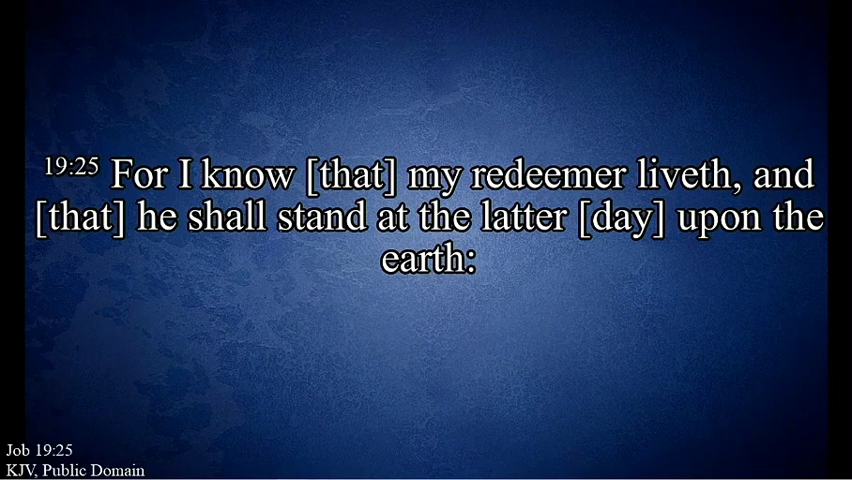 19:25 For I know [that] my redeemer liveth, and
[that] he shall stand at the latter [day] upon the
earth:
Job 19:25
KJV, Public Domain